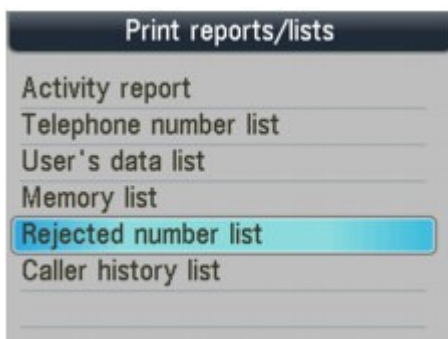 Print reports/lists
Activity report
Telephone number list
User's data list
Memory list
Rejected number list
Caller history list